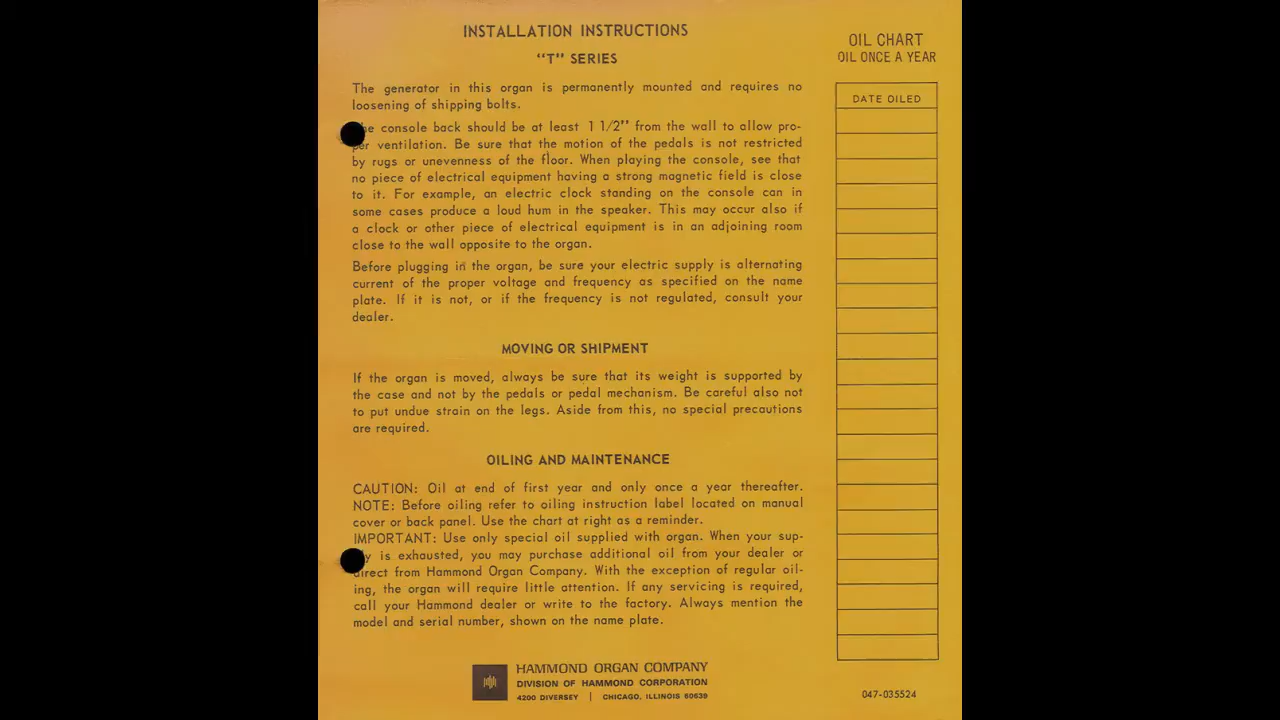 INSTALLATION INSTRUCTIONS
"T" SERIES
The generator in this organ is permanently mounted and requires no
loosening of shipping bolts.
he console back should be at least 1 1/2" from the wall to allow pro-
per ventilation. Be sure that the motion of the pedals is not restricted
by rugs or unevenness of the floor. When playing the console, see that
no piece of electrical equipment having a strong magnetic field is close
to it. For example, an electric clock standing on the console can in
some cases produce a loud hum in the speaker. This may occur also if
a clock or other piece of electrical equipment is in an adjoining room
close to the wall opposite to the organ.
Before plugging in the organ, be sure your electric supply is alternating
current of the proper voltage and frequency as specified on the name
plate. If it is not, or if the frequency is not regulated, consult your
dealer.
MOVING OR SHIPMENT
If the organ is moved, always be sure that its weight is supported by
the case and not by the pedals or pedal mechanism. Be careful also not
to put undue strain on the legs. Aside from this, no special precautions
are required.
OILING AND MAINTENANCE
CAUTION: Oil at end of first year and only once a year thereafter.
NOTE: Before oiling refer to oiling instruction label located on manual
cover or back panel. Use the chart at right as a reminder.
IMPORTANT: Use only special oil supplied with organ. When your sup-
ly is exhausted, you may purchase additional oil from your dealer or
direct from Hammond Organ Company. With the exception of regular oil-
ing, the organ will require little attention. If any servicing is required,
call your Hammond dealer or write to the factory. Always mention the
model and serial number, shown on the name plate.
HAMMOND ORGAN COMPANY
DIVISION OF HAMMOND CORPORATION
4200 DIVERSEY | CHICAGO, ILLINOIS 60639
OIL CHART
OIL ONCE A YEAR
DATE OILED
047-035524